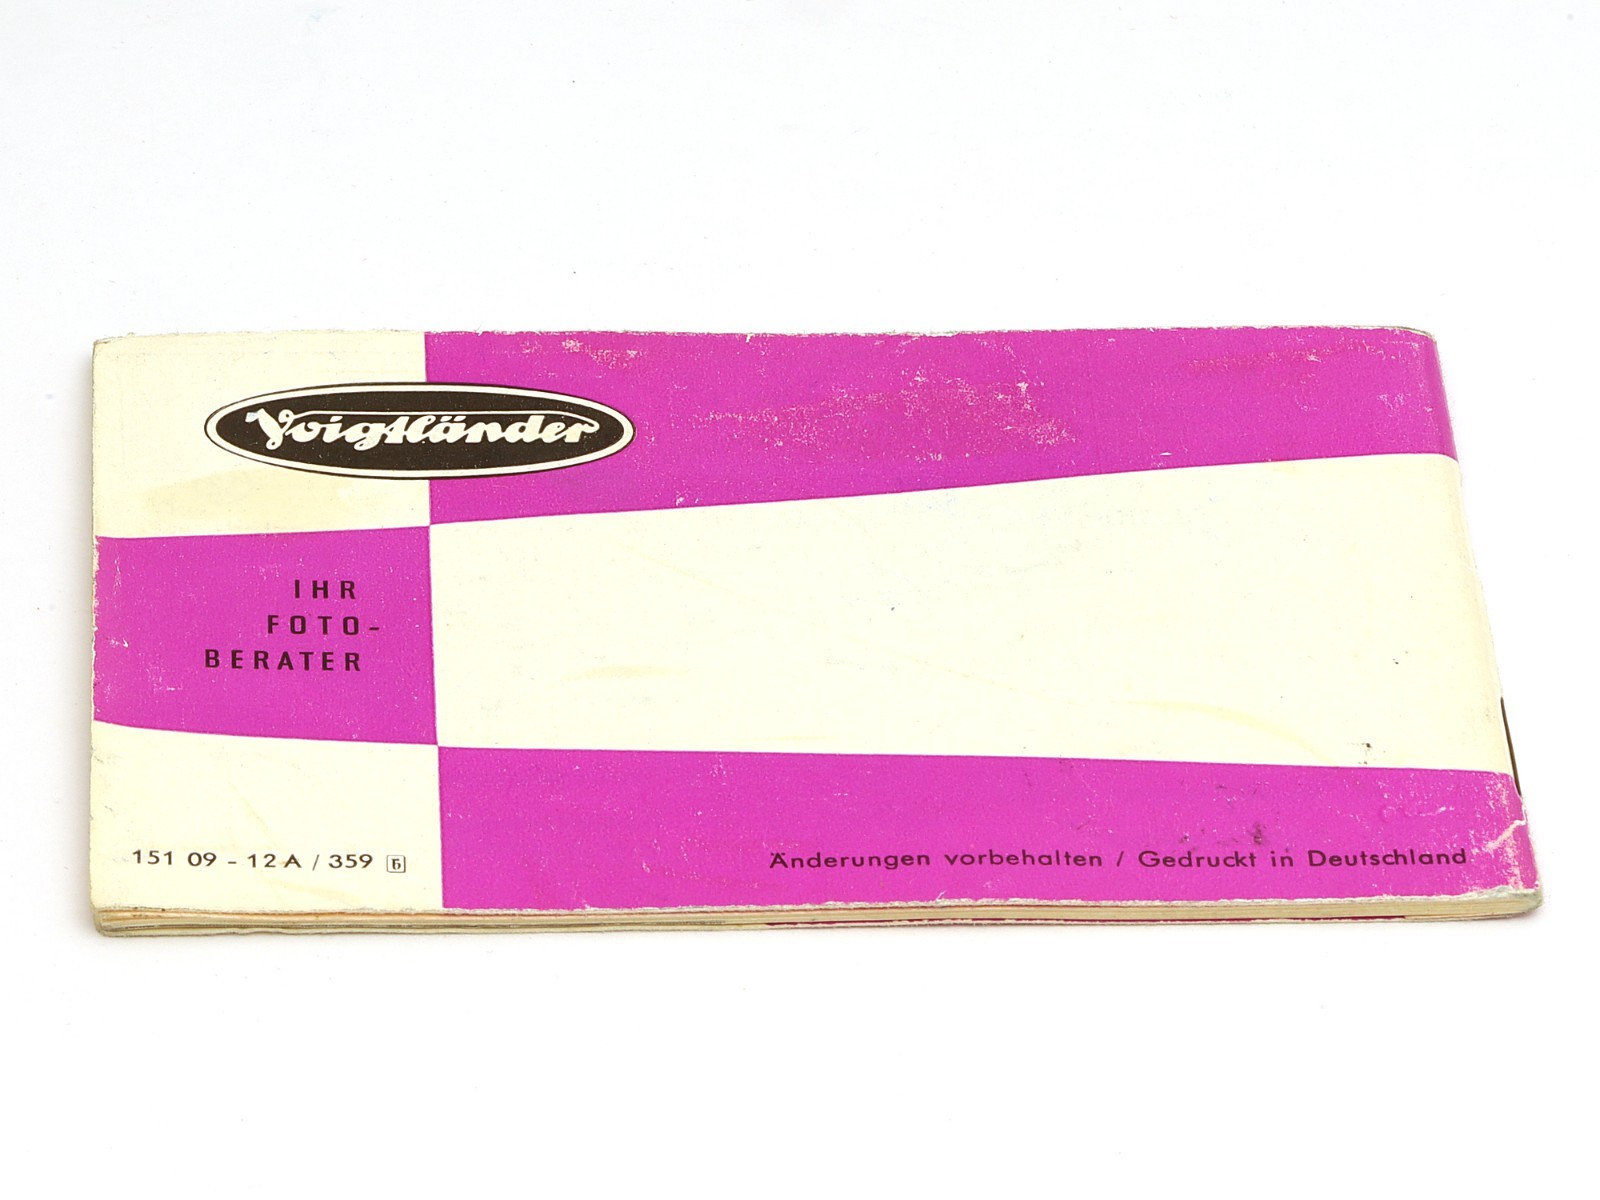 Voigtländer
IHR
FOTO-
BERATER
151 09 - 12 A / 359
Änderungen vorbehalten / Gedruckt in Deutschland